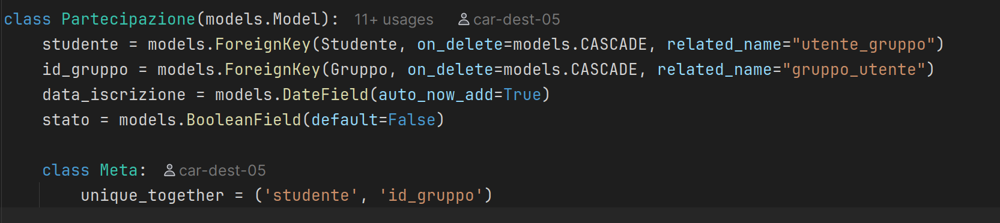 class Partecipazione(models.Model): 11+ usages car-dest-05
    studente = models.ForeignKey(Studente, on_delete=models.CASCADE, related_name="utente_gruppo")
    id_gruppo = models.ForeignKey(Gruppo, on_delete=models.CASCADE, related_name="gruppo_utente")
    data_iscrizione = models.DateField(auto_now_add=True)
    stato = models.BooleanField(default=False)
    class Meta: car-dest-05
        unique_together = ('studente', 'id_gruppo')